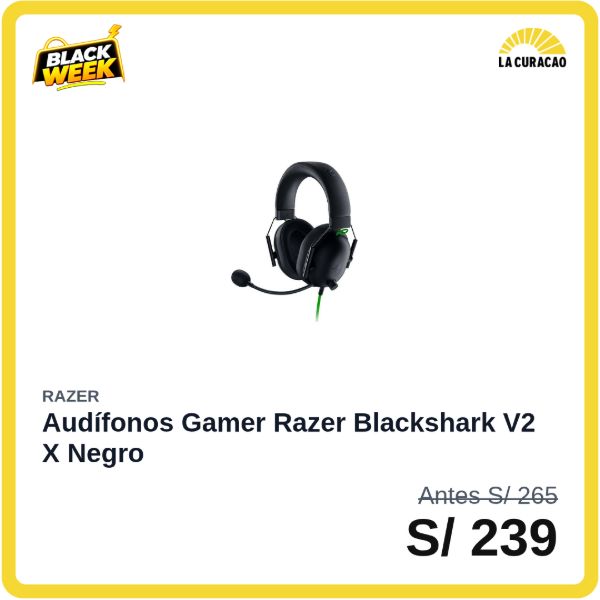 BLACK
WEEK
LA CURACAO
RAZER
Audífonos Gamer Razer Blackshark V2
X Negro
Antes S/ 265
S/ 239